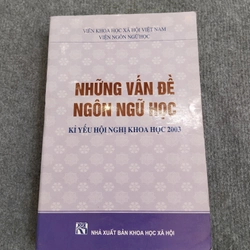 VIỆN KHOA HỌC XÃ HỘI VIỆT NAM
VIỆN NGÔN NGỮ HỌC
NHỮNG VẤN ĐỀ
NGÔN NGỮ HỌC
KỈ YẾU HỘI NGHỊ KHOA HỌC 2003
NHÀ XUẤT BẢN KHOA HỌC XÃ HỘI